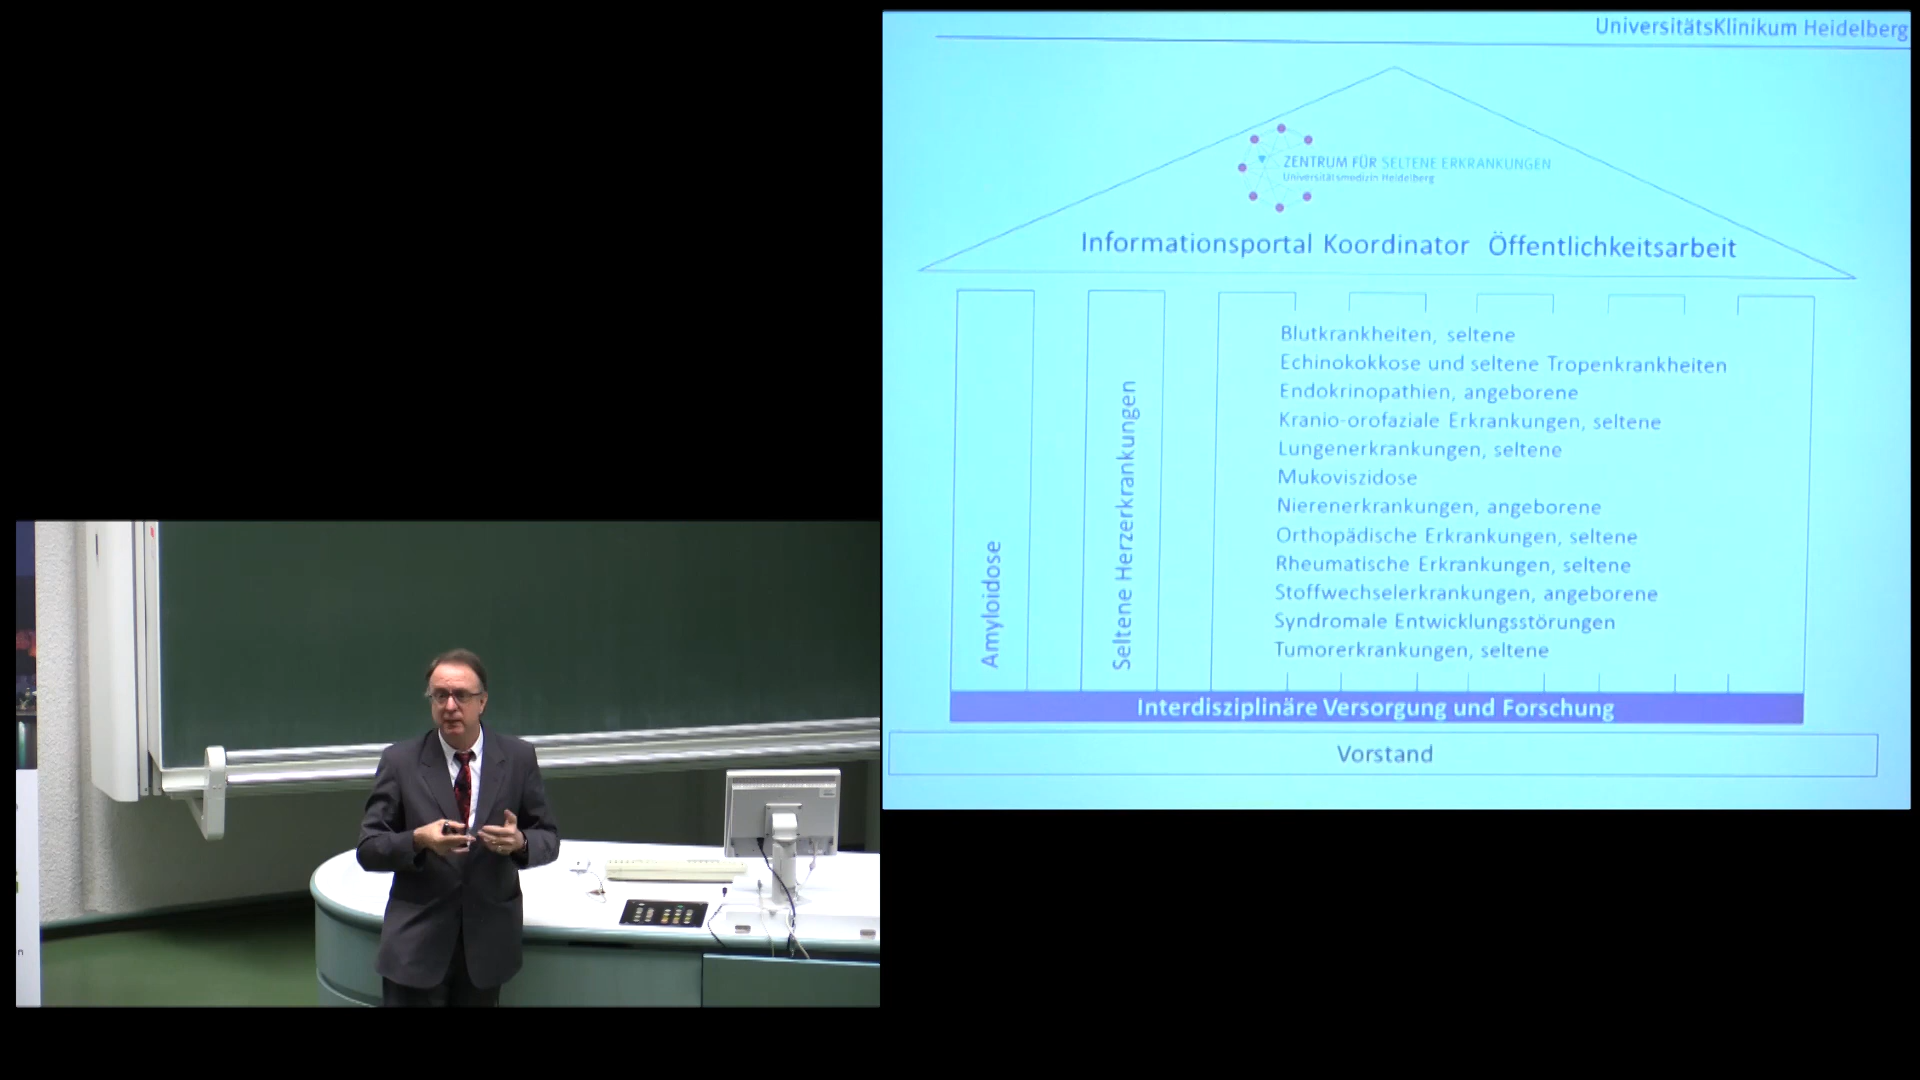 UniversitätsKlinikum Heidelberg
ZENTRUM FÜR SELTENE ERKRANKUNGEN
Universitätsmedizin Heidelberg
Informationsportal Koordinator Öffentlichkeitsarbeit
Amyloidose
Seltene Herzerkrankungen
Blutkrankheiten, seltene
Echinokokkose und seltene Tropenkrankheiten
Endokrinopathien, angeborene
Kranio-orofaziale Erkrankungen, seltene
Lungenerkrankungen, seltene
Mukoviszidose
Nierenerkrankungen, angeborene
Orthopädische Erkrankungen, seltene
Rheumatische Erkrankungen, seltene
Stoffwechselerkrankungen, angeborene
Syndromale Entwicklungsstörungen
Tumorerkrankungen, seltene
Interdisziplinäre Versorgung und Forschung
Vorstand